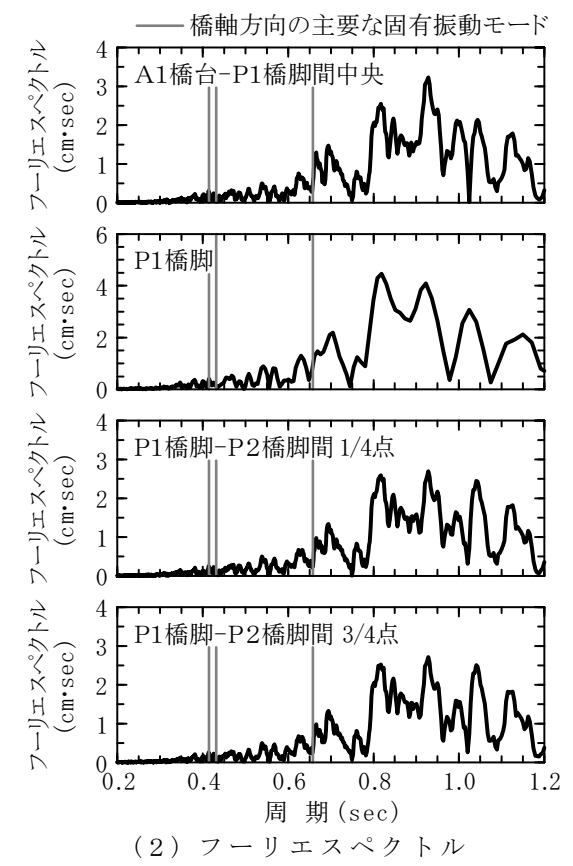 橋軸方向の主要な固有振動モード
フーリエスペクトル
(cm･sec)
4
3
2
1
0
A1橋台-P1橋脚間中央
フーリエスペクトル
(cm･sec)
6
4
2
0
P1橋脚
フーリエスペクトル
(cm･sec)
4
3
2
1
0
P1橋脚-P2橋脚間 1/4点
フーリエスペクトル
(cm･sec)
4
3
2
1
0
P1橋脚-P2橋脚間 3/4点
0.2 0.4 0.6 0.8 1.0 1.2
周 期 (sec)
(2) フーリエスペクトル